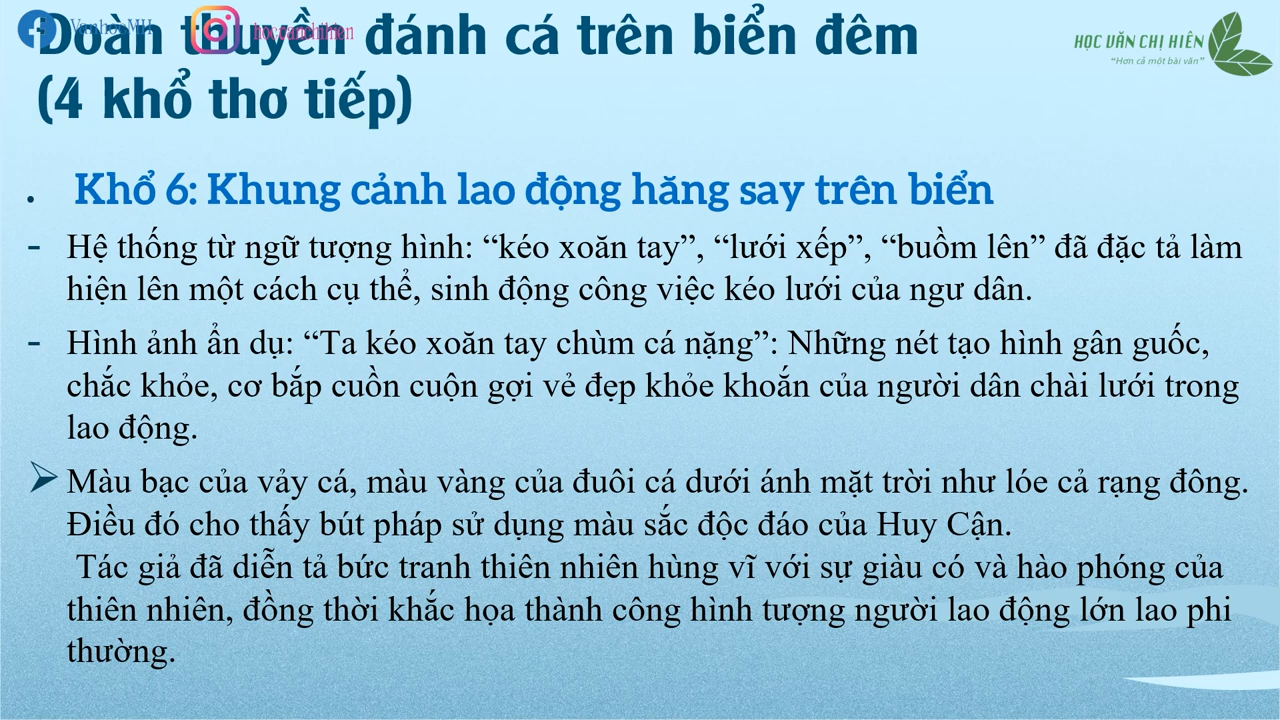 Đoàn thuyền đánh cá trên biển đêm
(4 khổ thơ tiếp)
VanhocMH
hocvanchihien
HỌC VĂN CHỊ HIÊN
“Hơn cả một bài văn”
. Khổ 6: Khung cảnh lao động hăng say trên biển
- Hệ thống từ ngữ tượng hình: “kéo xoăn tay”, “lưới xếp”, “buồm lên” đã đặc tả làm
hiện lên một cách cụ thể, sinh động công việc kéo lưới của ngư dân.
- Hình ảnh ẩn dụ: “Ta kéo xoăn tay chùm cá nặng”: Những nét tạo hình gân guốc,
chắc khỏe, cơ bắp cuồn cuộn gợi vẻ đẹp khỏe khoắn của người dân chài lưới trong
lao động.
➢ Màu bạc của vảy cá, màu vàng của đuôi cá dưới ánh mặt trời như lóe cả rạng đông.
Điều đó cho thấy bút pháp sử dụng màu sắc độc đáo của Huy Cận.
Tác giả đã diễn tả bức tranh thiên nhiên hùng vĩ với sự giàu có và hào phóng của
thiên nhiên, đồng thời khắc họa thành công hình tượng người lao động lớn lao phi
thường.